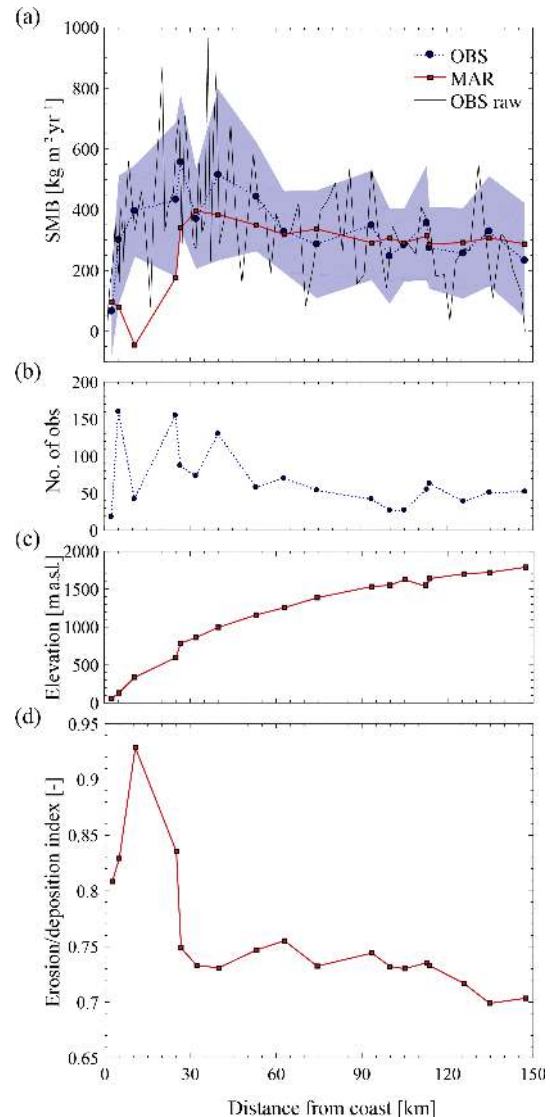 (a)
SMB [kg m⁻² yr⁻¹]
1000
800
600
400
200
0
OBS
MAR
OBS raw
(b)
No. of obs
200
150
100
50
0
(c)
Elevation [m a.s.l.]
2000
1500
1000
500
0
(d)
Erosion/deposition index [-]
0.95
0.9
0.85
0.8
0.75
0.7
0.65
0 30 60 90 120 150
Distance from coast [km]